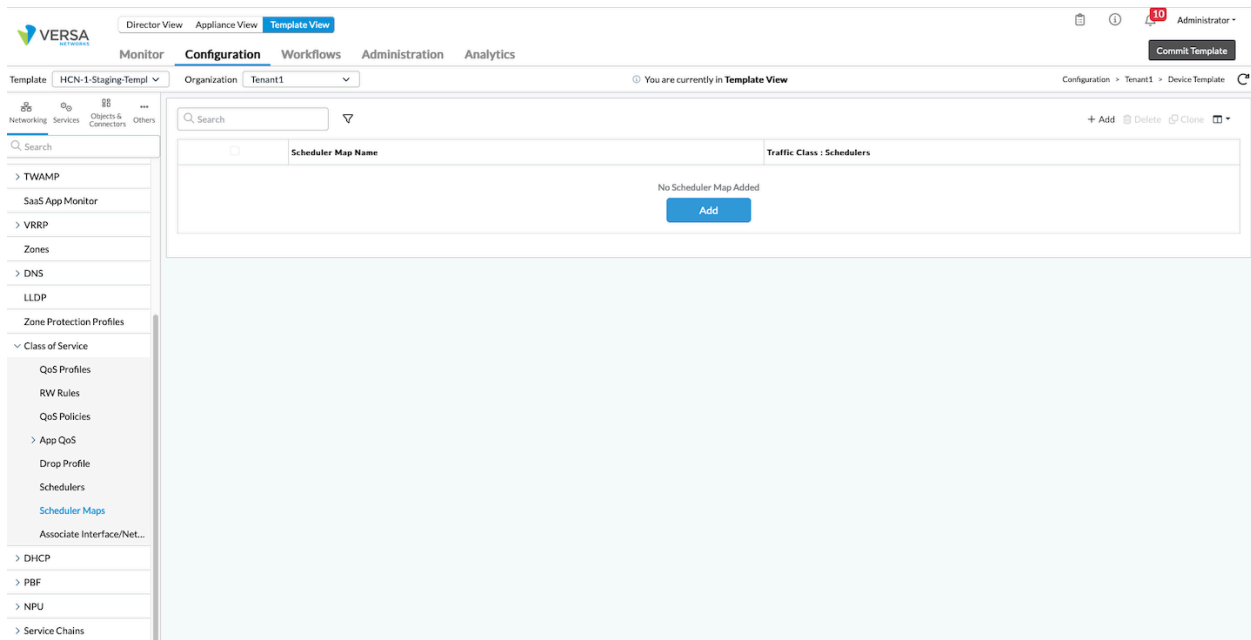 VERSA
NETWORKS
Director View Appliance View Template View
10
Administrator
Monitor Configuration Workflows Administration Analytics
Commit Template
Template HCN-1-Staging-Templ Organization Tenant1
You are currently in Template View
Configuration > Tenant1 > Device Template
Networking Services Objects & Connectors Others
Search
Search
+ Add Delete Clone
Scheduler Map Name Traffic Class : Schedulers
No Scheduler Map Added
Add
> TWAMP
SaaS App Monitor
> VRRP
Zones
> DNS
LLDP
Zone Protection Profiles
Class of Service
QoS Profiles
RW Rules
QoS Policies
> App QoS
Drop Profile
Schedulers
Scheduler Maps
Associate Interface/Net...
> DHCP
> PBF
> NPU
> Service Chains